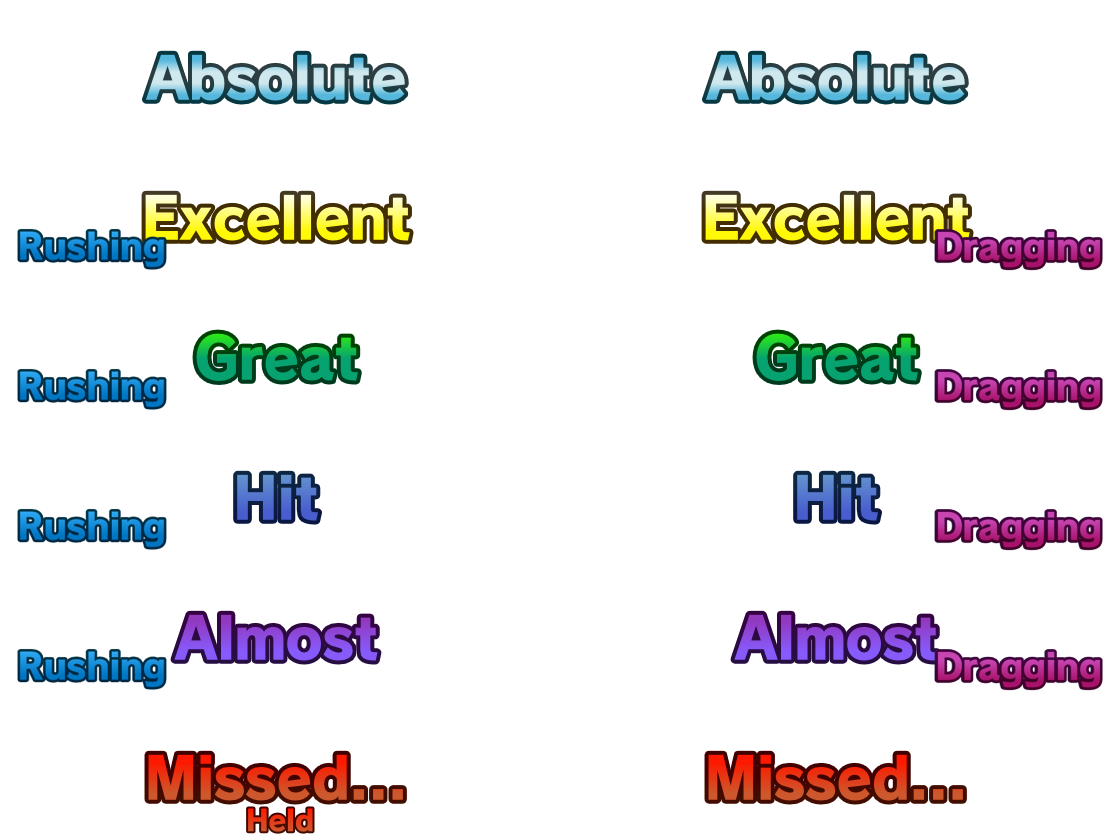 Absolute Absolute
Excellent Excellent
Rushing Dragging
Great Great
Rushing Dragging
Hit Hit
Rushing Dragging
Almost Almost
Rushing Dragging
Missed... Missed...
Held